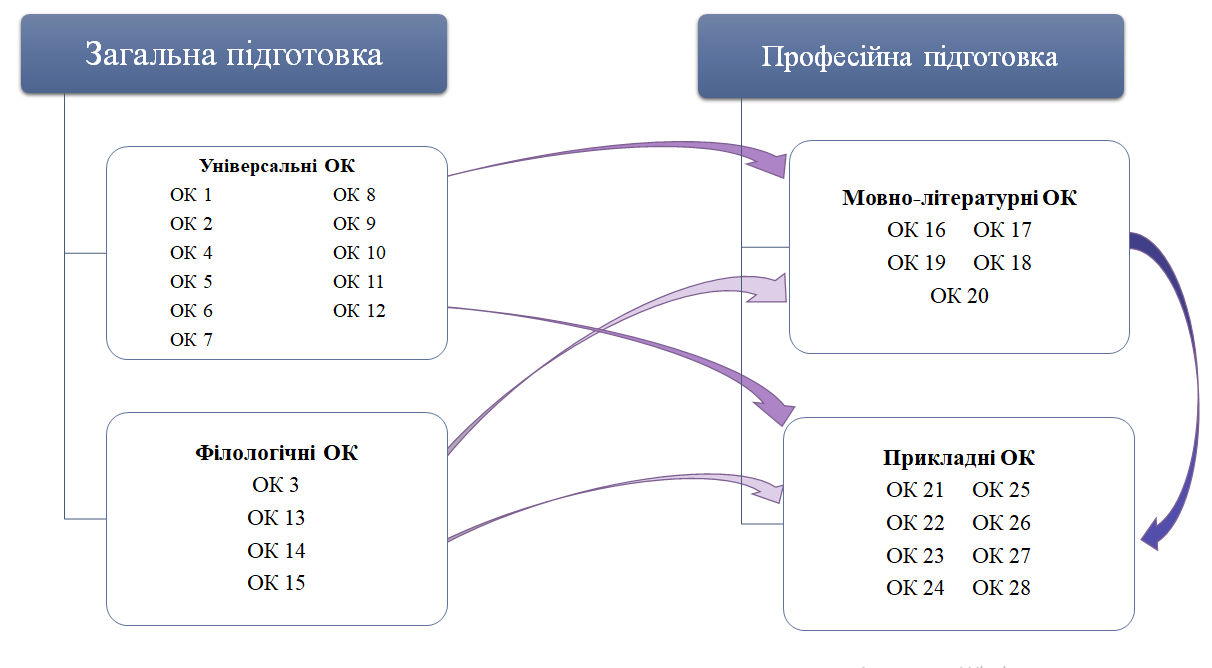 Загальна підготовка
Універсальні ОК
ОК 1 ОК 8
ОК 2 ОК 9
ОК 4 ОК 10
ОК 5 ОК 11
ОК 6 ОК 12
ОК 7
Філологічні ОК
ОК 3
ОК 13
ОК 14
ОК 15
Професійна підготовка
Мовно-літературні ОК
ОК 16 ОК 17
ОК 19 ОК 18
ОК 20
Прикладні ОК
ОК 21 ОК 25
ОК 22 ОК 26
ОК 23 ОК 27
ОК 24 ОК 28